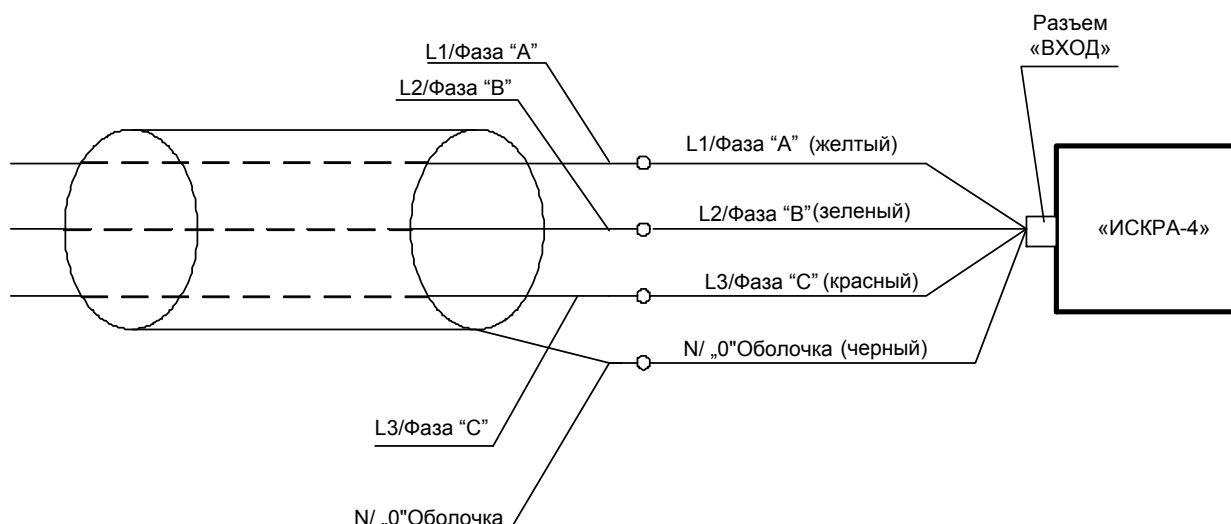 Разъем
«ВХОД»
L1/Фаза “А”
L2/Фаза “В”
L1/Фаза “А” (желтый)
L2/Фаза “В” (зеленый)
«ИСКРА-4»
L3/Фаза “С” (красный)
N/ „0"Оболочка (черный)
L3/Фаза “С”
N/ „0"Оболочка